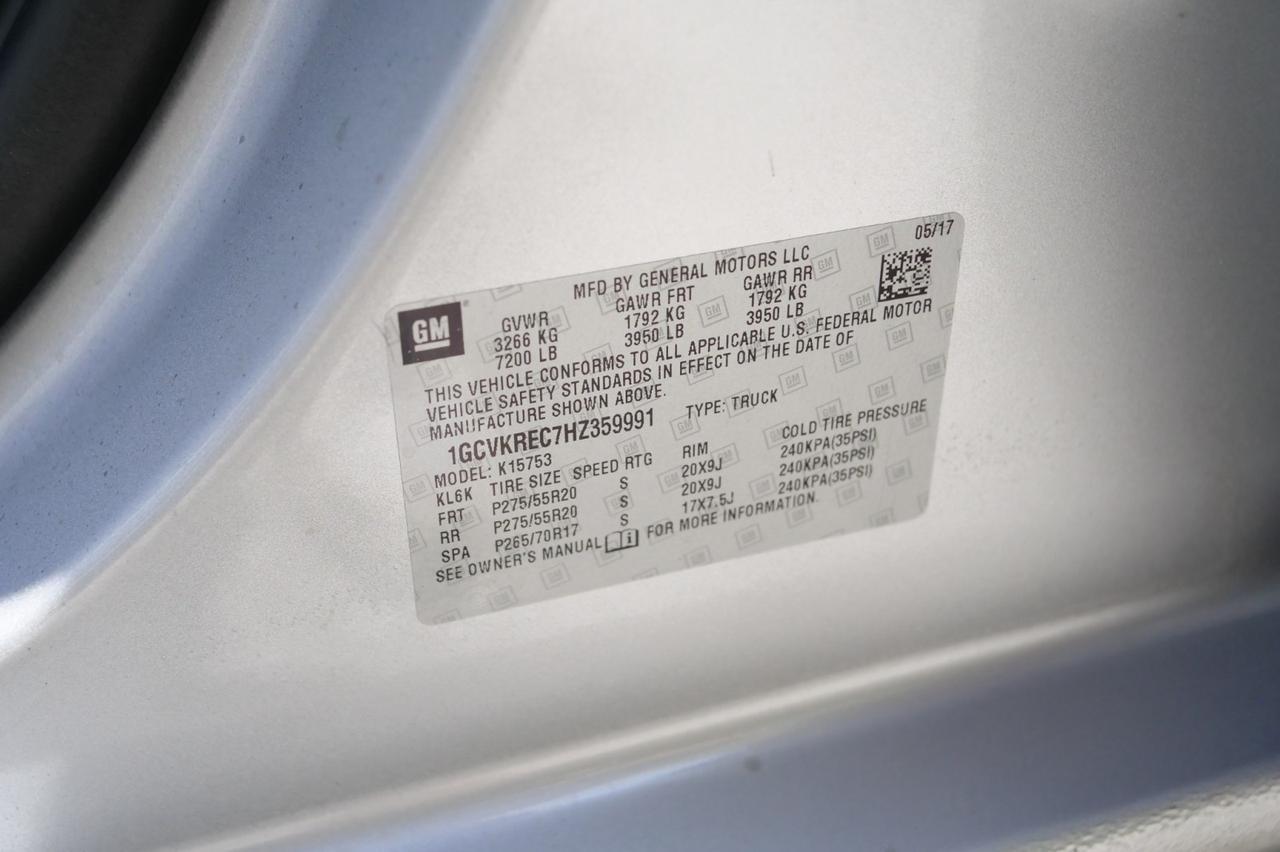 05/17
MFD BY GENERAL MOTORS LLC
GM
GVWR GAWR FRT GAWR RR
3266 KG 1792 KG 1792 KG
7200 LB 3950 LB 3950 LB
THIS VEHICLE CONFORMS TO ALL APPLICABLE U.S. FEDERAL MOTOR
VEHICLE SAFETY STANDARDS IN EFFECT ON THE DATE OF
MANUFACTURE SHOWN ABOVE.
1GCVKREC7HZ359991 TYPE: TRUCK
MODEL: K15753
KL6K TIRE SIZE SPEED RTG RIM COLD TIRE PRESSURE
FRT P275/55R20 S 20X9J 240KPA(35PSI)
RR P275/55R20 S 20X9J 240KPA(35PSI)
SPA P265/70R17 S 17X7.5J 240KPA(35PSI)
SEE OWNER'S MANUAL FOR MORE INFORMATION.